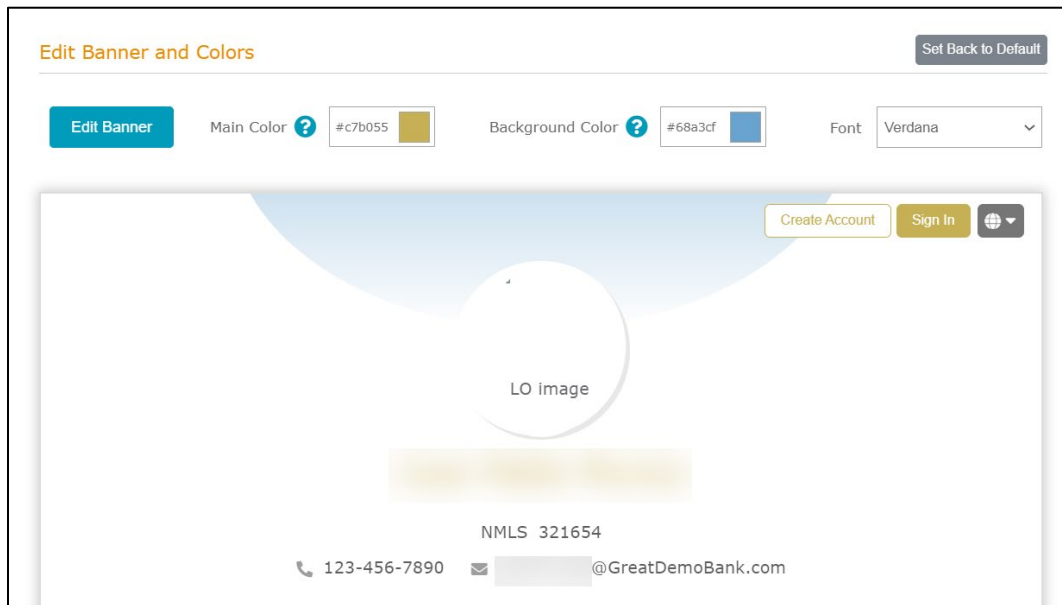 Edit Banner and Colors
Set Back to Default
Edit Banner
Main Color ? #c7b055
Background Color ? #68a3cf
Font Verdana
Create Account
Sign In
LO image
NMLS 321654
123-456-7890
@GreatDemoBank.com